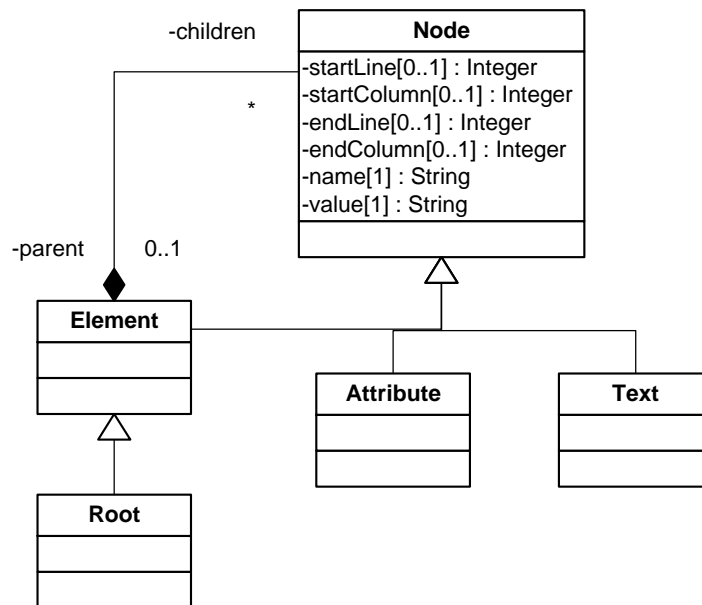 -children
Node
-startLine[0..1] : Integer
-startColumn[0..1] : Integer
-endLine[0..1] : Integer
-endColumn[0..1] : Integer
-name[1] : String
-value[1] : String
*
-parent
0..1
Element
Attribute
Text
Root